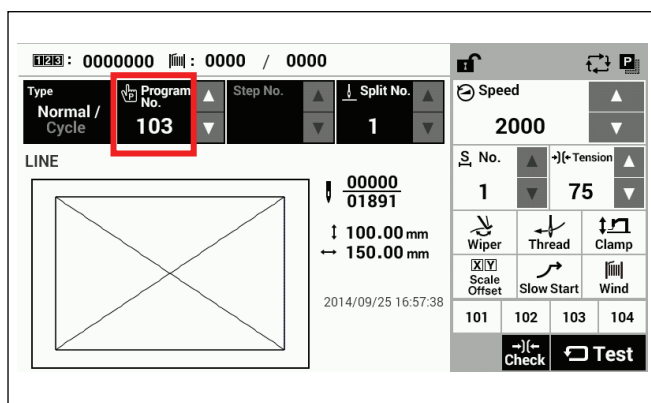 123 : 0000000 : 0000 / 0000
Type
Normal /
Cycle
P Program No.
103
Step No.
Split No.
1
LINE
00000
01891
100.00 mm
150.00 mm
2014/09/25 16:57:38
P
Speed
2000
S No.
1
Tension
75
Wiper
Thread
Clamp
X Y
Scale
Offset
Slow Start
Wind
101 102 103 104
Check
Test